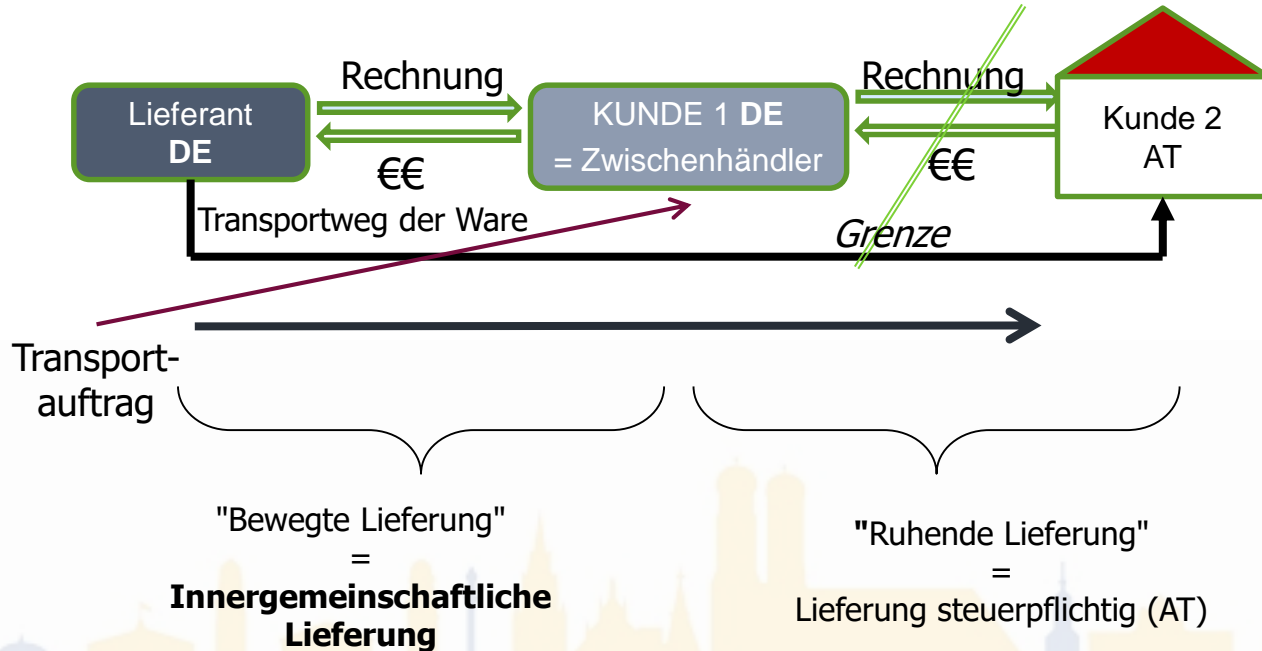 Rechnung
Rechnung
Lieferant
DE
KUNDE 1 DE
= Zwischenhändler
Kunde 2
AT
€€
€€
Transportweg der Ware
Grenze
Transport-
auftrag
"Bewegte Lieferung"
=
Innergemeinschaftliche
Lieferung
"Ruhende Lieferung"
=
Lieferung steuerpflichtig (AT)